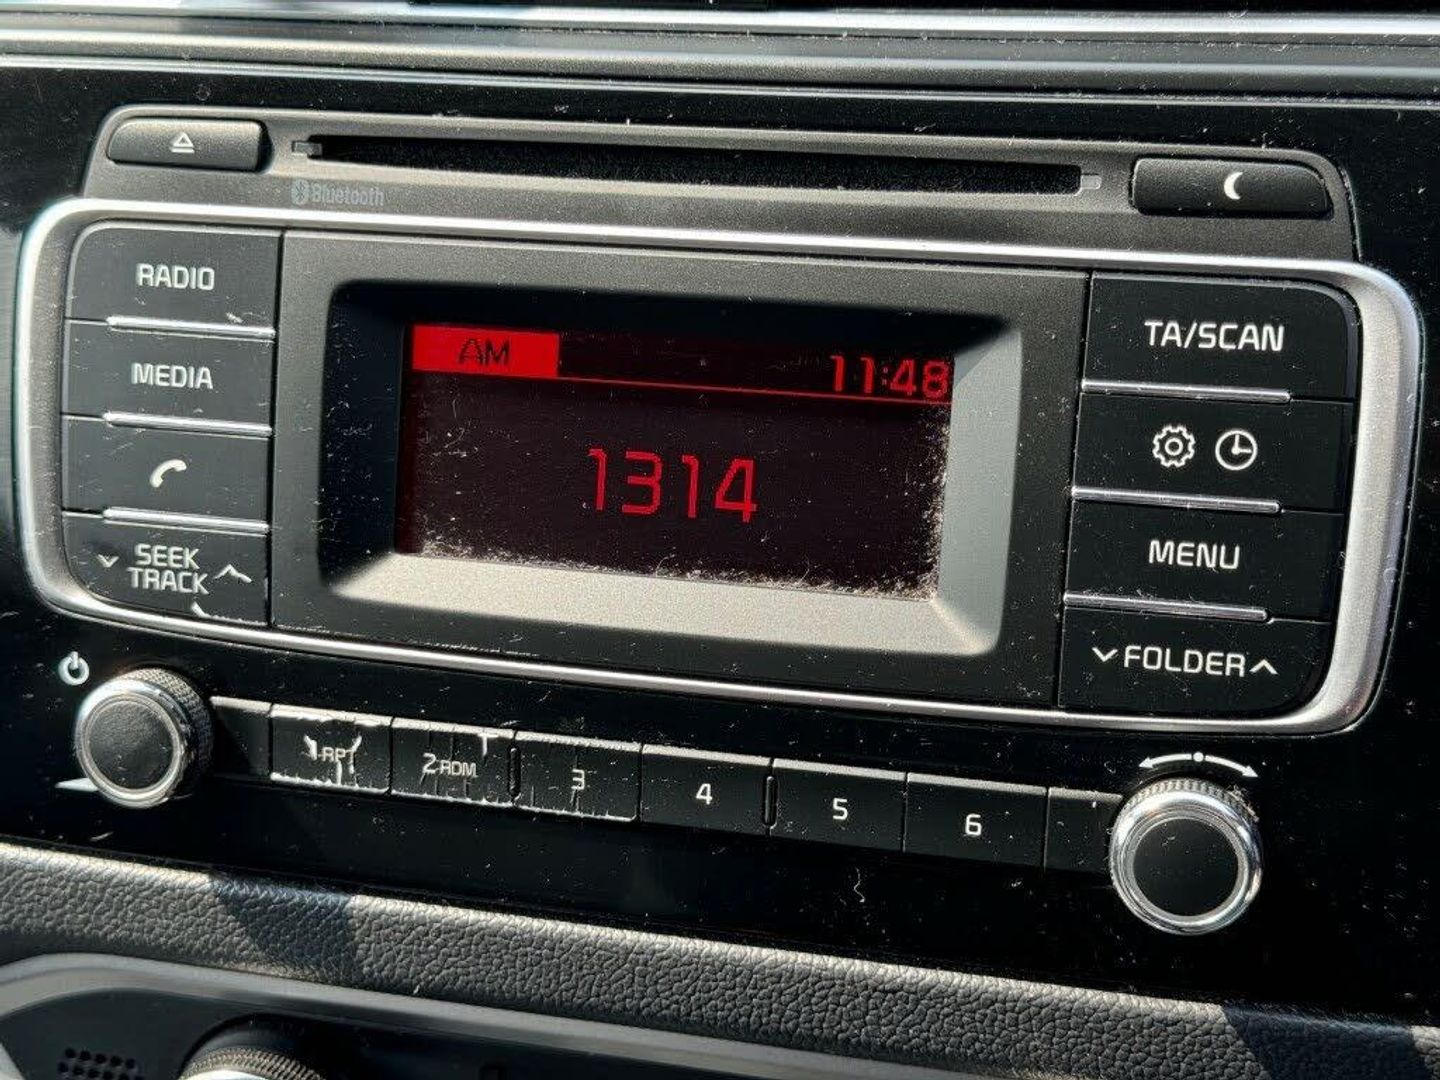 Bluetooth
RADIO
MEDIA
SEEK
TRACK
AM
11:48
1314
TA/SCAN
MENU
FOLDER
1 RPT
2 RDM
3
4
5
6